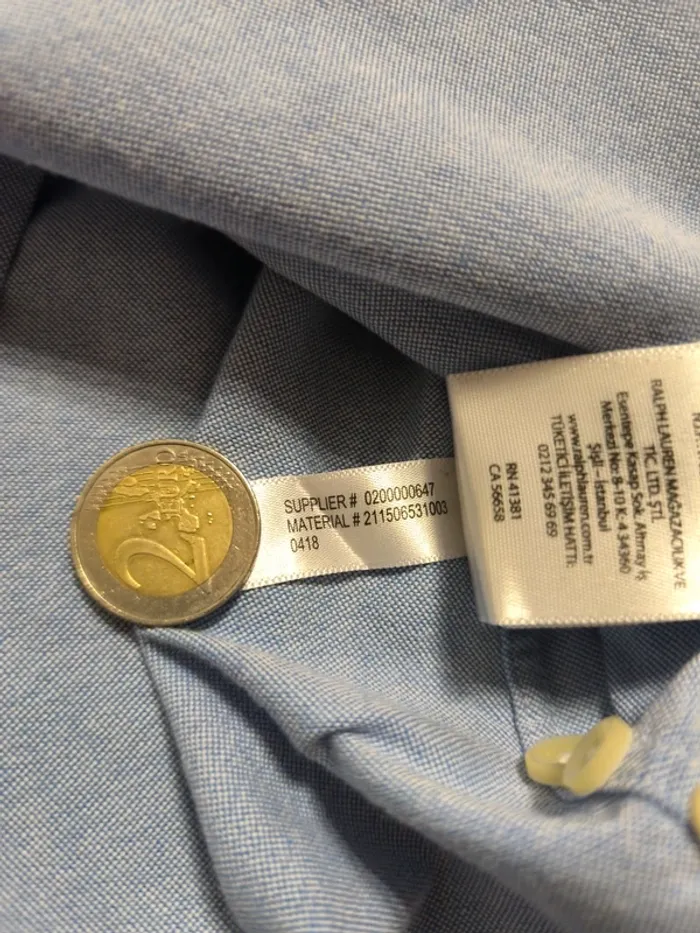 SUPPLIER # 0200000647
MATERIAL # 211506531003
0418
RALPH LAUREN MAĞAZACILIK VE
TİC. LTD. ŞTİ.
Esentepe Kasap Sok. Altınay İş
Merkezi No: 8-10 K-4 34360
Şişli – İstanbul
www.ralphlauren.com.tr
TÜKETİCİ İLETİŞİM HATTI:
0212 345 69 69
RN 41381
CA 56658
2